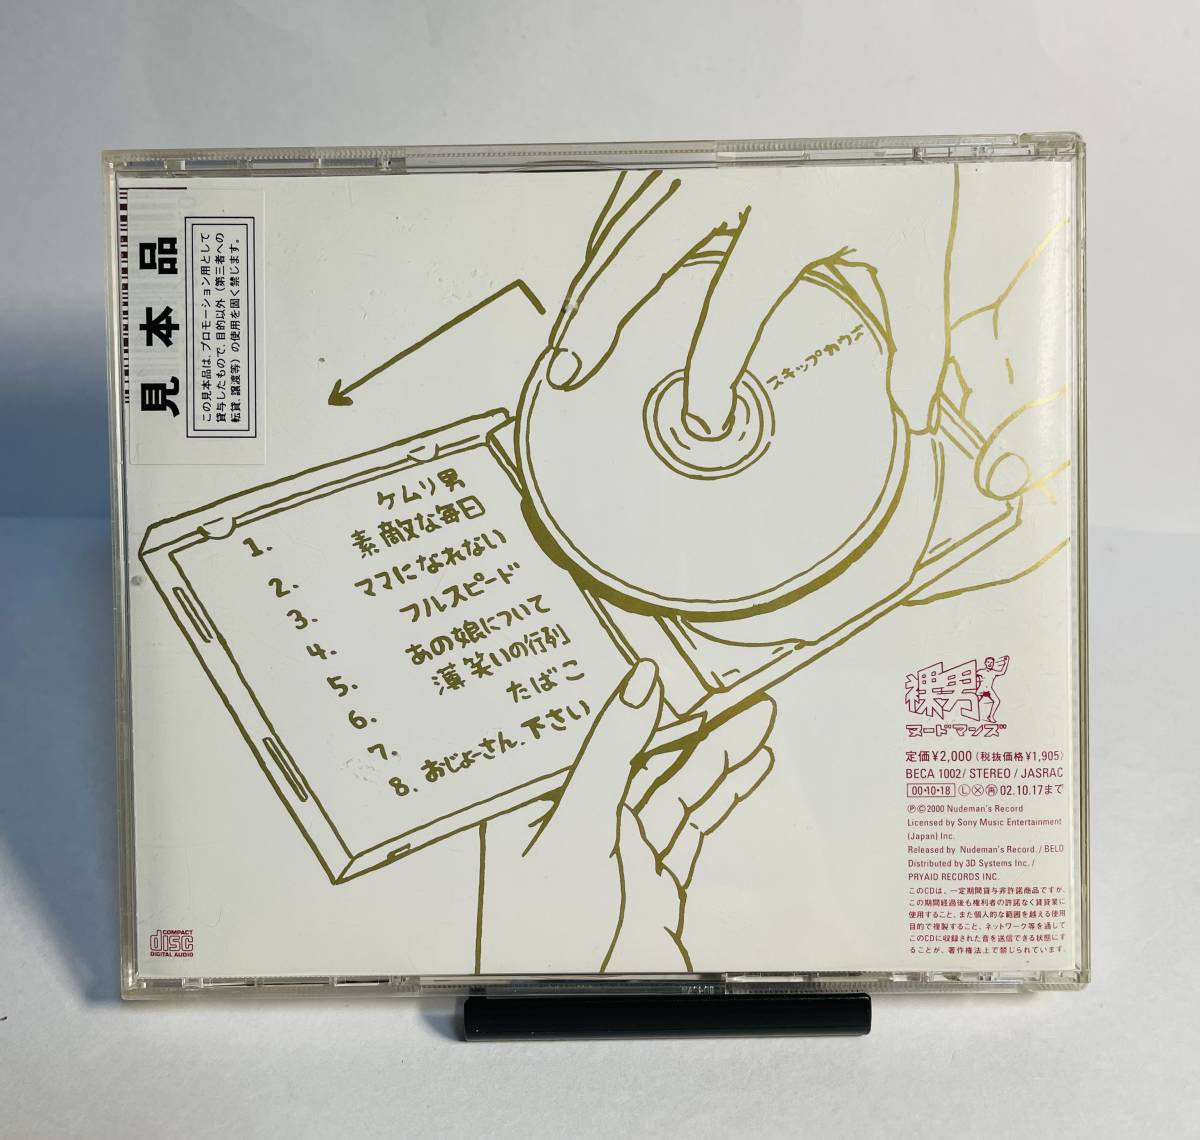 見本品
この見本品は、プロモーション用として
貸与したもので、目的以外（第三者への
転貸、譲渡等）の使用を固く禁じます。
スキップカウズ
1. ケムリ男
2. 素敵な毎日
3. ママになれない
4. フルスピード
5. あの娘について
6. 薄笑いの行列
7. たばこ
8. おじょーさん、下さい
裸男
ヌードマンズ
定価¥2,000(税抜価格¥1,905)
BECA 1002/ STEREO / JASRAC
00・10・18 Ⓛ Ⓧ ㊢ 02.10.17まで
Ⓟ©2000 Nudeman's Record
Licensed by Sony Music Entertainment
(Japan) Inc.
Released by Nudeman's Record. / BELO
Distributed by 3D Systems Inc. /
PRYAID RECORDS INC.
このCDは、一定期間貸与非許諾商品ですが、
この期間経過後も権利者の許諾なく賃貸業に
使用すること、また個人的な範囲を越える使用
目的で複製すること、ネットワーク等を通じて
このCDに収録された音を送信できる状態にす
ることが、著作権法上で禁じられています。
COMPACT
disc
DIGITAL AUDIO